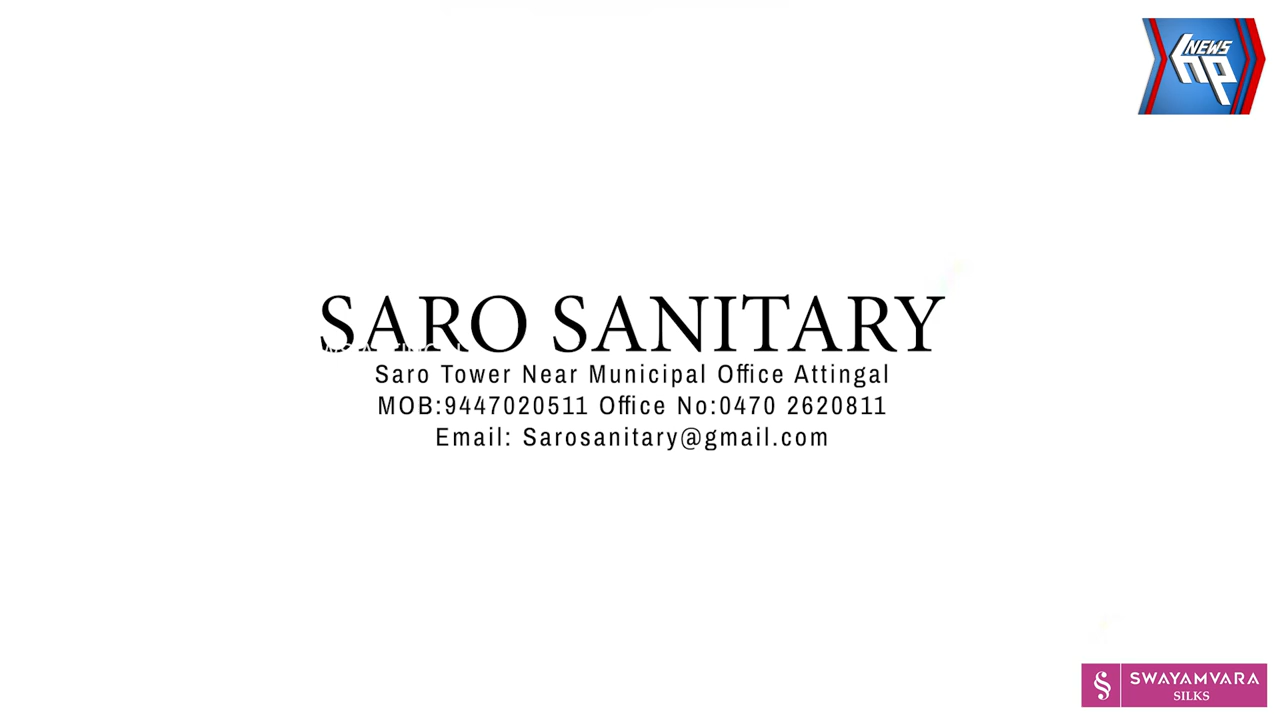 NEWS
SARO SANITARY
Saro Tower Near Municipal Office Attingal
MOB:9447020511 Office No:0470 2620811
Email: Sarosanitary@gmail.com
SWAYAMVARA
SILKS